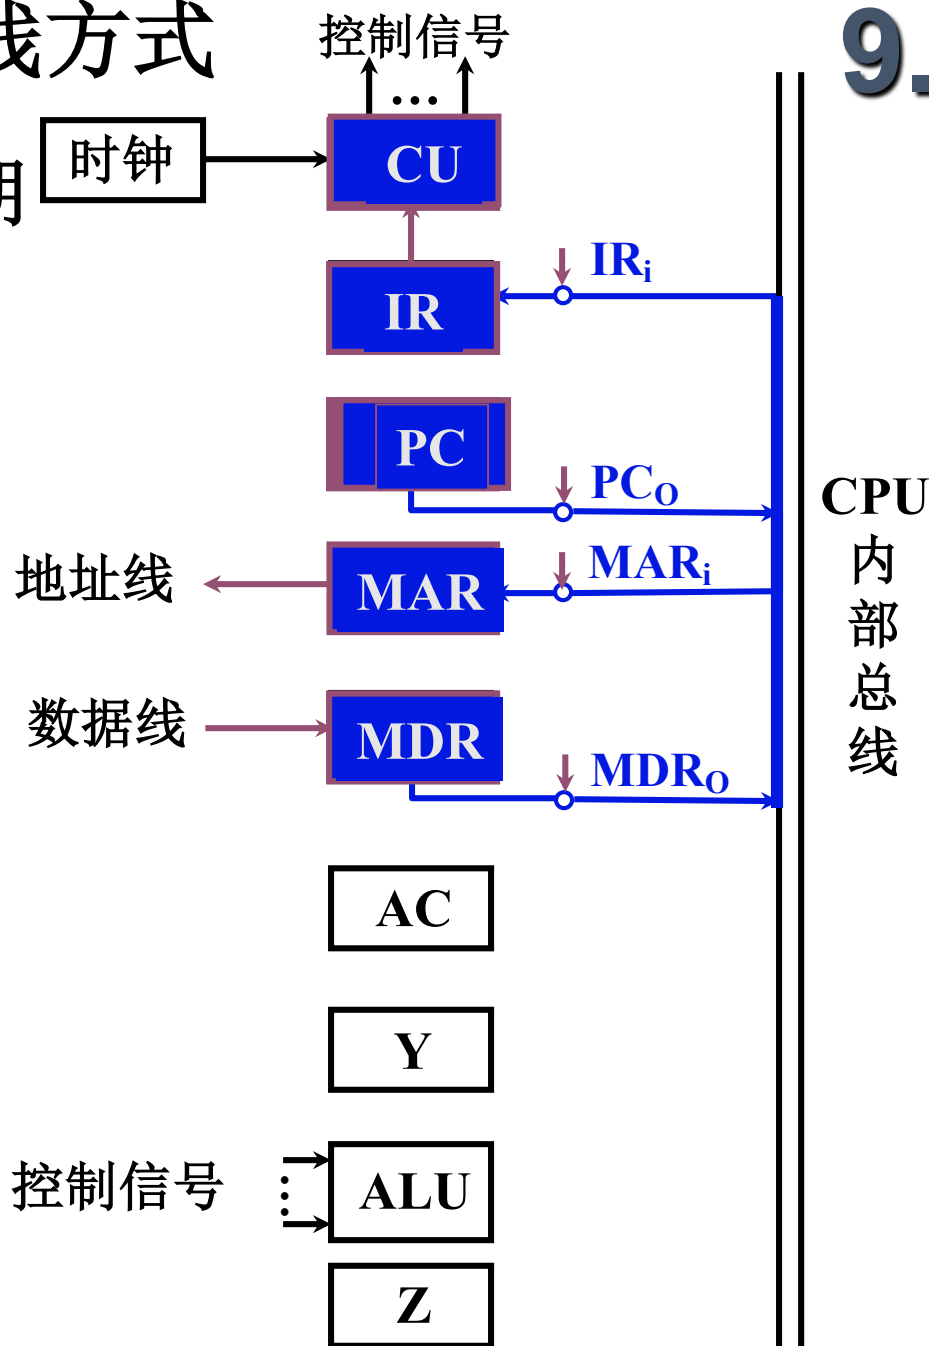 线方式
控制信号
9.
…
时钟
期
CU
IRi
IR
PC
PCO
CPU
内
部
总
线
MARi
地址线
MAR
数据线
MDR
MDRO
AC
Y
控制信号
ALU
Z